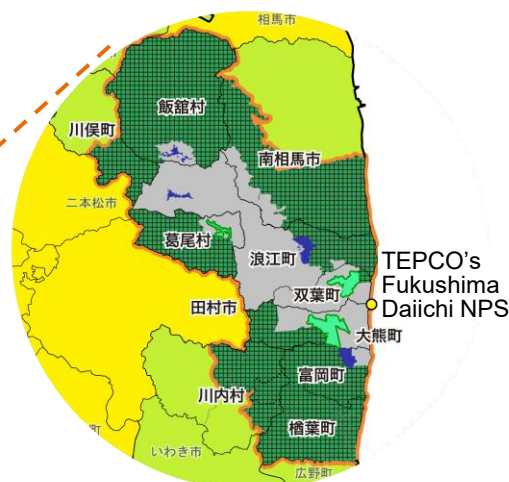 相馬市
飯舘村
川俣町
南相馬市
二本松市
葛尾村
浪江町
TEPCO's
Fukushima
Daiichi NPS
双葉町
田村市
大熊町
富岡町
川内村
楢葉町
町
いわき市
広野町